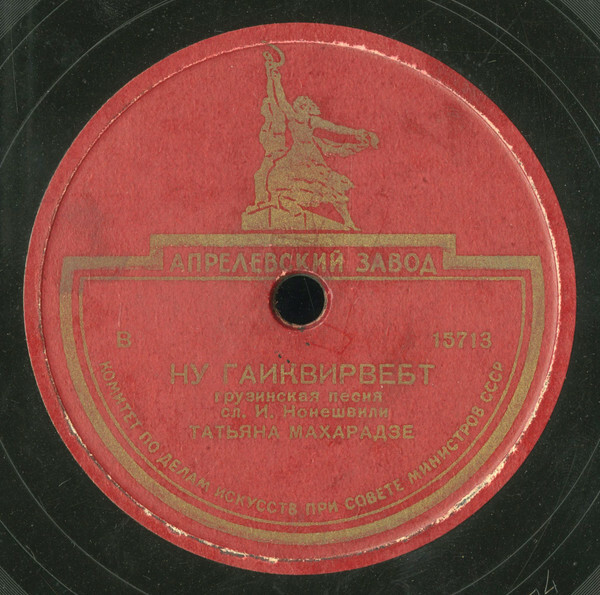 АПРЕЛЕВСКИЙ ЗАВОД
В 15713
НУ ГАИКВИРВЕБТ
грузинская песня
сл. И. Нонешвили
ТАТЬЯНА МАХАРАДЗЕ
КОМИТЕТ ПО ДЕЛАМ ИСКУССТВ ПРИ СОВЕТЕ МИНИСТРОВ СССР